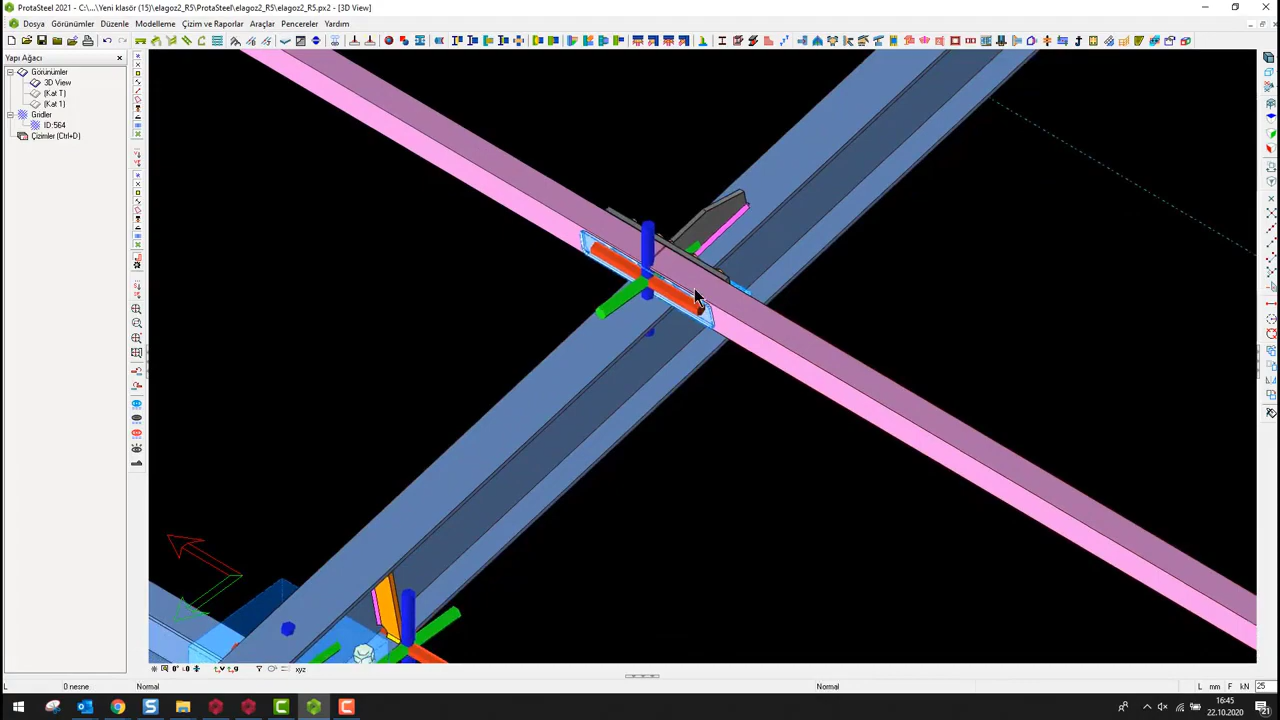 ProtaSteel 2021 - C:\...\Yeni klasör (15)\elagoz2_R5\ProtaSteel\elagoz2_R5\elagoz2_R5.px2 - [3D View]
Dosya Görünümler Düzenle Modelleme Çizim ve Raporlar Araçlar Pencereler Yardım
Yapı Ağacı
Görünümler
3D View
(Kat T)
(Kat 1)
Gridler
ID:564
Çizimler (Ctrl+D)
xyz
L 0 nesne Normal Normal L mm F kN 25
16:45
22.10.2020